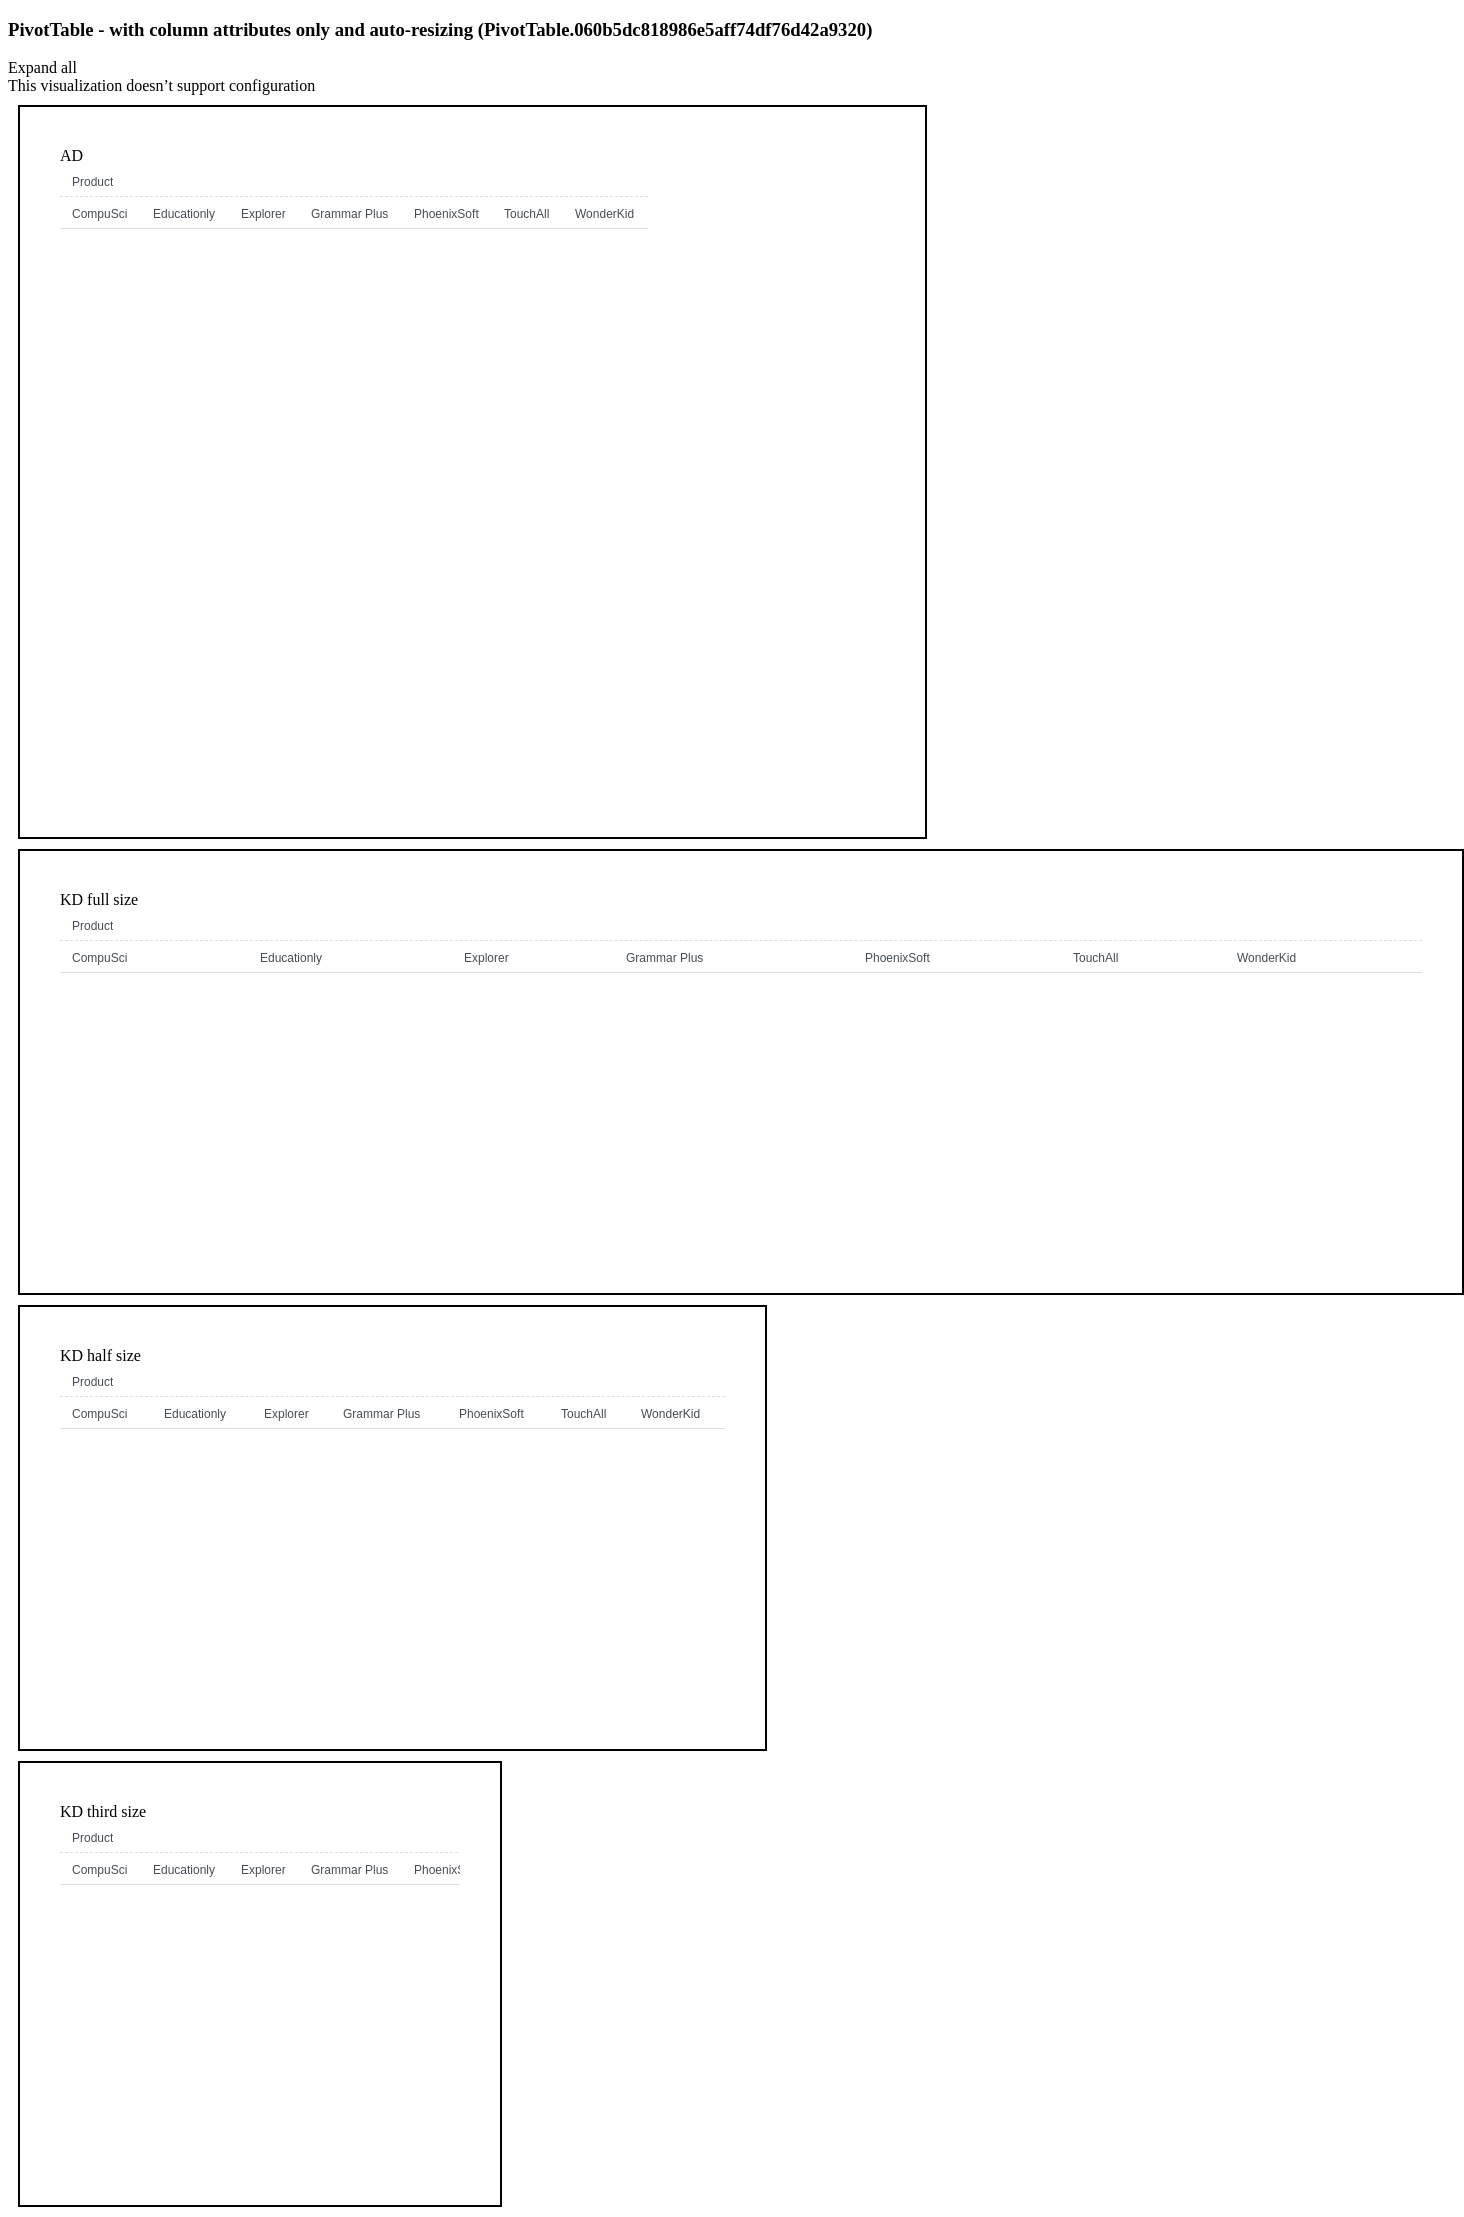 PivotTable - with column attributes only and auto-resizing (PivotTable.060b5dc818986e5aff74df76d42a9320)
Expand all
This visualization doesn’t support configuration
AD
Product
CompuSci Educationly Explorer Grammar Plus PhoenixSoft TouchAll WonderKid
KD full size
Product
CompuSci Educationly Explorer Grammar Plus PhoenixSoft TouchAll WonderKid
KD half size
Product
CompuSci Educationly Explorer Grammar Plus PhoenixSoft TouchAll WonderKid
KD third size
Product
CompuSci Educationly Explorer Grammar Plus PhoenixS